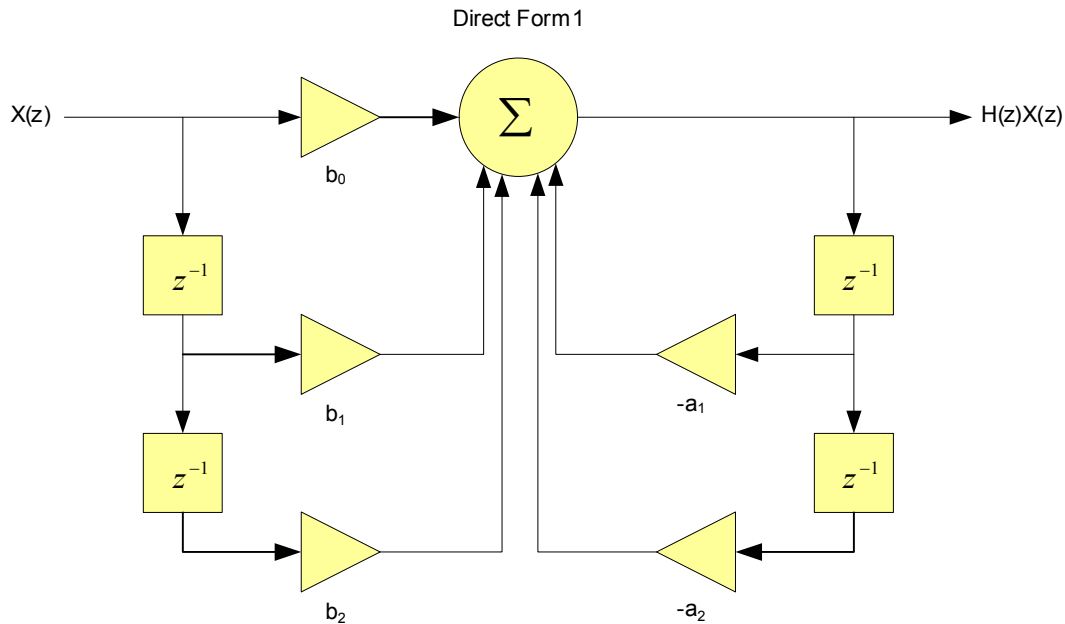 Direct Form 1
X(z)
Σ
H(z)X(z)
b₀
z⁻¹
z⁻¹
b₁
-a₁
z⁻¹
z⁻¹
b₂
-a₂